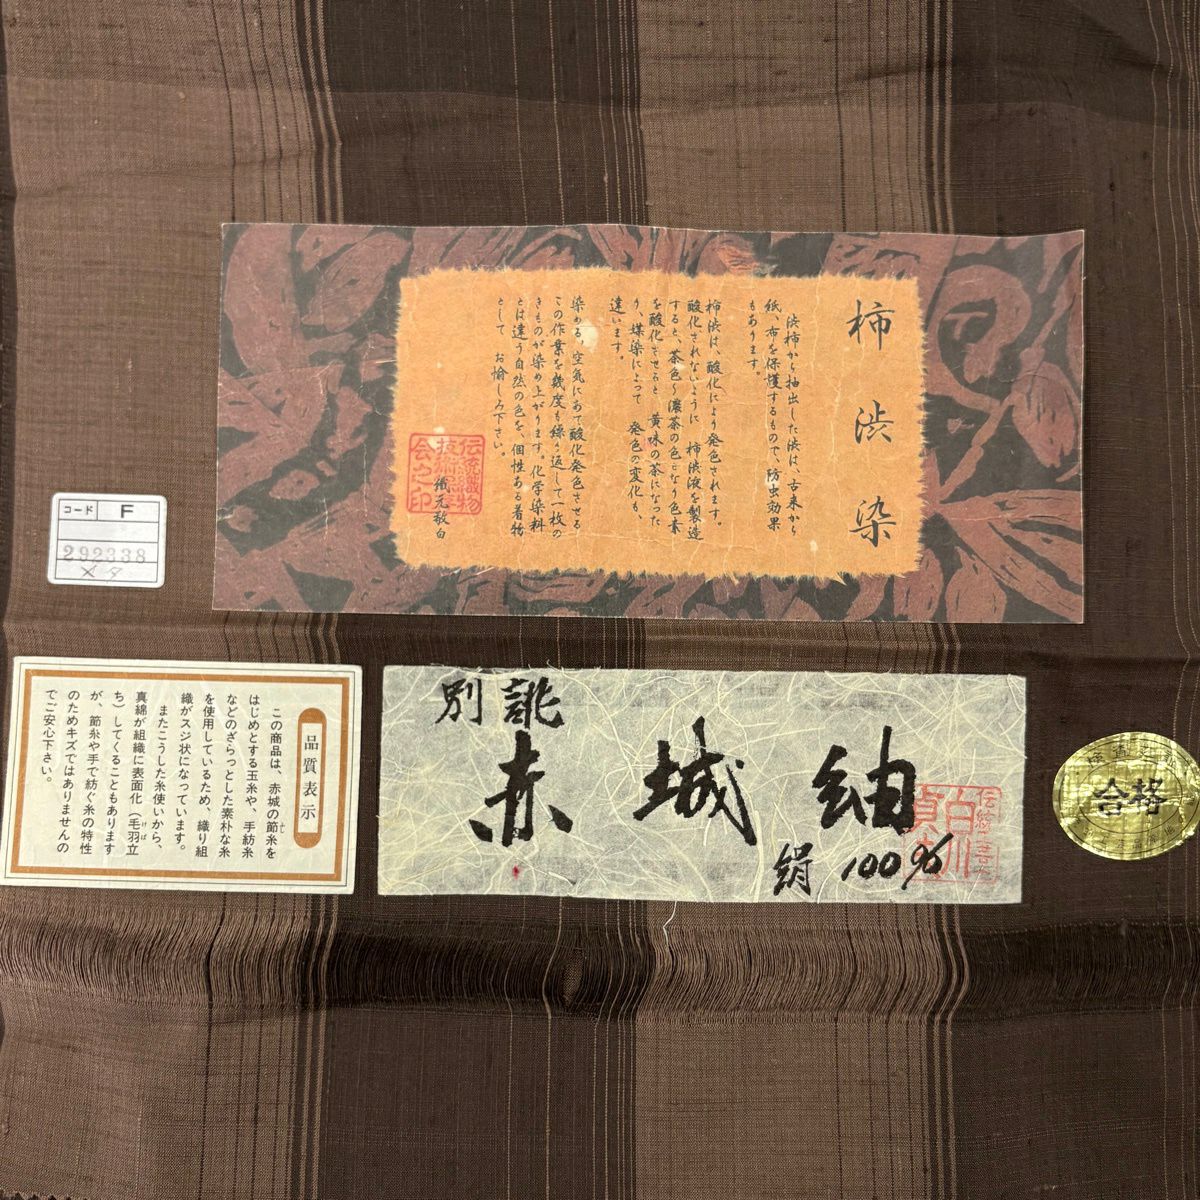 柿渋染
渋柿から抽出した渋は、古来から
紙、布を保護するもので、防虫効果
もあります。
柿渋は、酸化により発色されます。
酸化されないように 柿渋液を製造
すると、茶色〜濃茶の色になり色素
を酸化させると 黄味の茶になった
り、媒染によって 発色の変化も、
違います。
染める、空気にあて酸化発色させる
この作業を幾度も繰り返して一枚の
きものが染め上がります。化学染料
とは違う自然の色を、個性ある着物
として お愉しみ下さい。
織元敬白
コード F
292338
メタ
品質表示
この商品は、赤城の節糸を
はじめとする玉糸や、手紡糸
などのざらっとした素朴な糸
を使用しているため、織り組
織がスジ状になっています。
またこうした糸使いから、
真綿が組織に表面化（毛羽立
ち）してくることもあります
が、節糸や手で紡ぐ糸の特性
のためキズではありませんの
でご安心下さい。
別誂
赤城紬
絹100%
合格